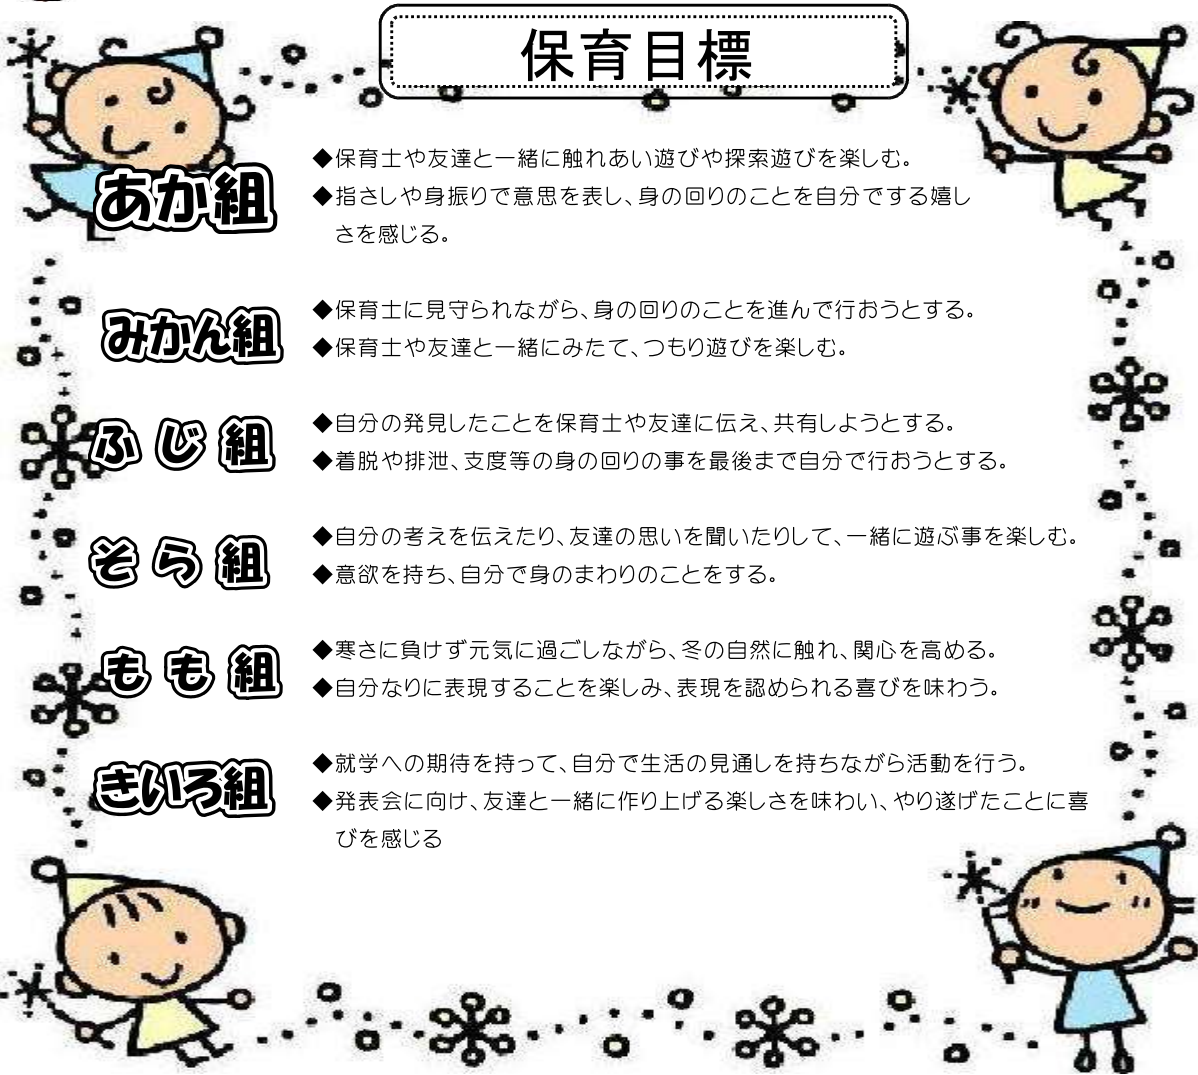 保育目標
あか組
◆保育士や友達と一緒に触れあい遊びや探索遊びを楽しむ。
◆指さしや身振りで意思を表し、身の回りのことを自分でする嬉し
さを感じる。
みかん組
◆保育士に見守られながら、身の回りのことを進んで行おうとする。
◆保育士や友達と一緒にみたて、つもり遊びを楽しむ。
ふじ組
◆自分の発見したことを保育士や友達に伝え、共有しようとする。
◆着脱や排泄、支度等の身の回りの事を最後まで自分で行おうとする。
そら組
◆自分の考えを伝えたり、友達の思いを聞いたりして、一緒に遊ぶ事を楽しむ。
◆意欲を持ち、自分で身のまわりのことをする。
もも組
◆寒さに負けず元気に過ごしながら、冬の自然に触れ、関心を高める。
◆自分なりに表現することを楽しみ、表現を認められる喜びを味わう。
きいろ組
◆就学への期待を持って、自分で生活の見通しを持ちながら活動を行う。
◆発表会に向け、友達と一緒に作り上げる楽しさを味わい、やり遂げたことに喜
びを感じる